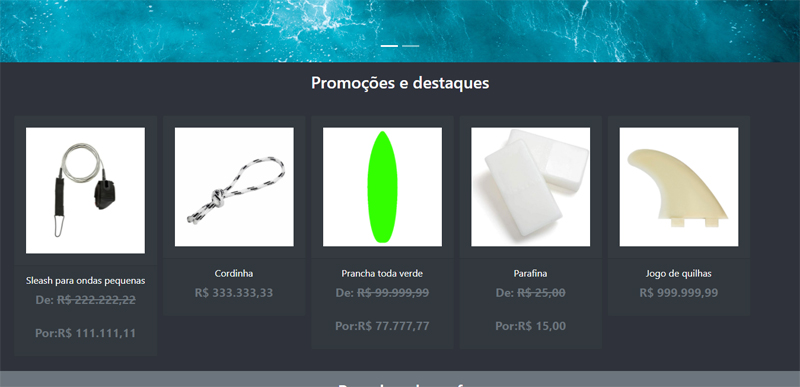 Promoções e destaques
Sleash para ondas pequenas
De: R$ 222.222,22
Por:R$ 111.111,11
Cordinha
R$ 333.333,33
Prancha toda verde
De: R$ 99.999,99
Por:R$ 77.777,77
Parafina
De: R$ 25,00
Por:R$ 15,00
Jogo de quilhas
R$ 999.999,99